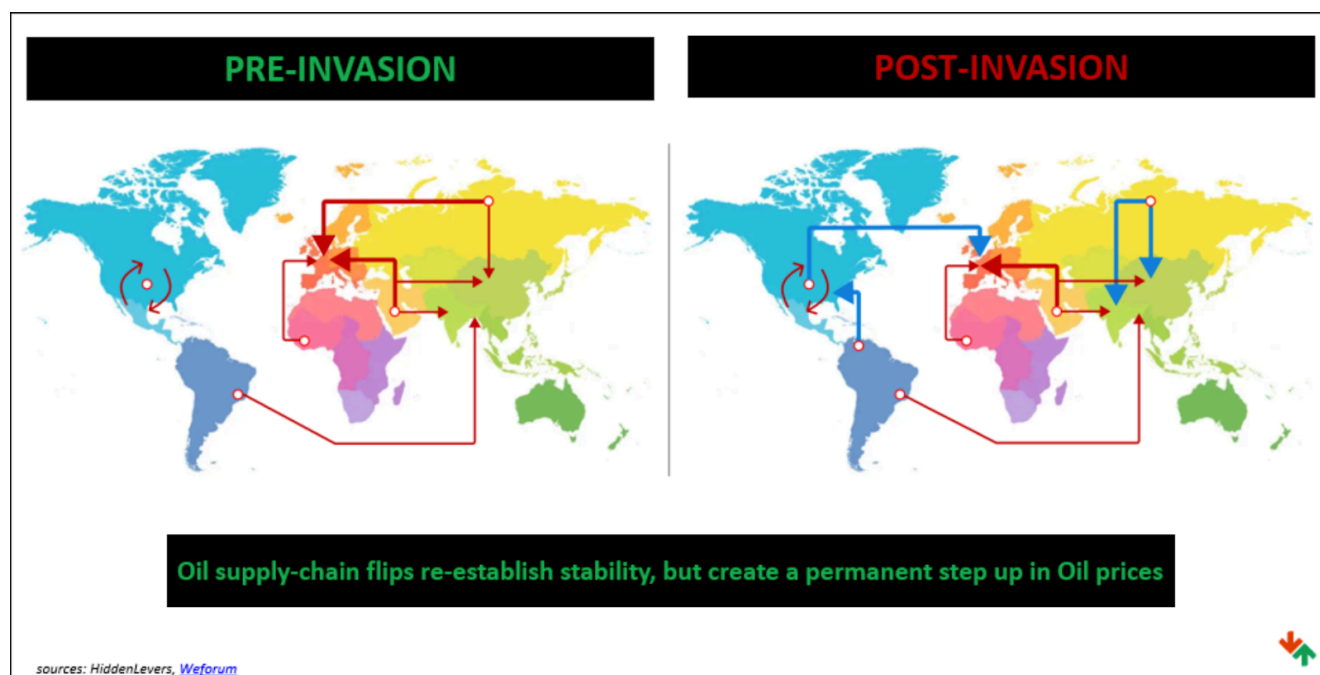 PRE-INVASION
POST-INVASION
Oil supply-chain flips re-establish stability, but create a permanent step up in Oil prices
sources: HiddenLevers, Weforum